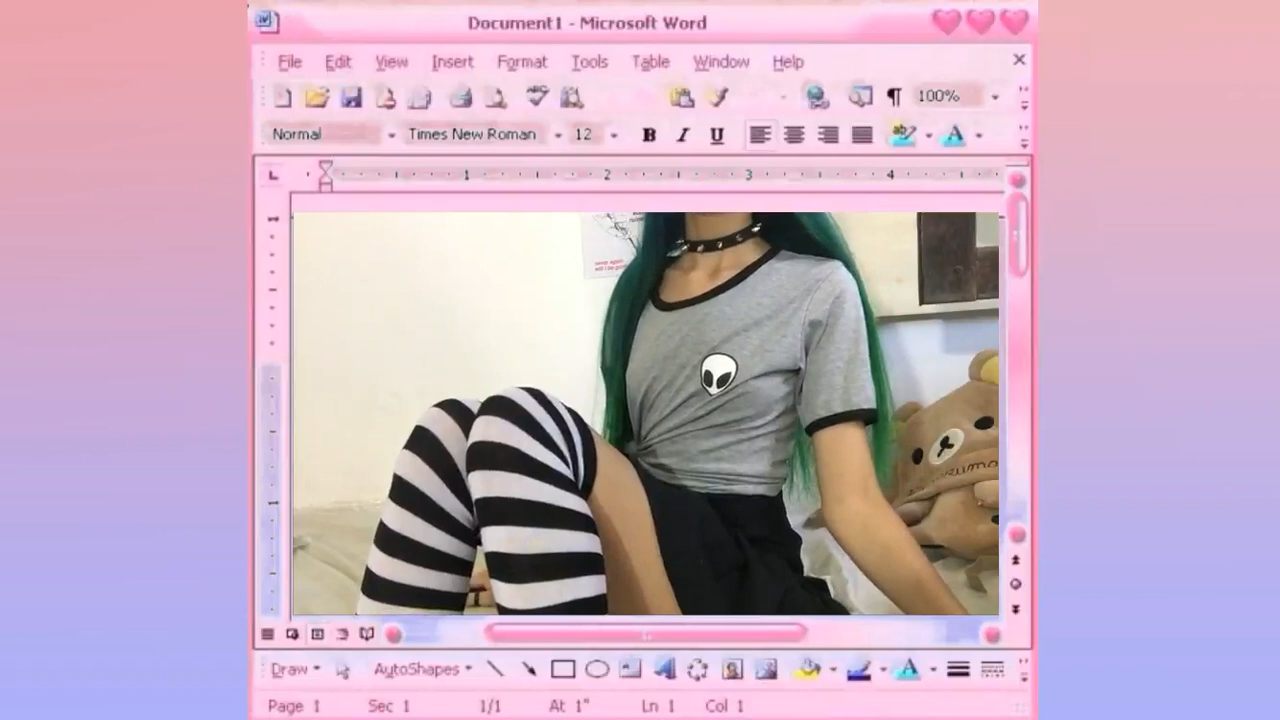 Document1 - Microsoft Word
File Edit View Insert Format Tools Table Window Help
100%
Normal Times New Roman 12 B I U A
1 2 3 4
Draw AutoShapes A
Page 1 Sec 1 1/1 At 1" Ln 1 Col 1